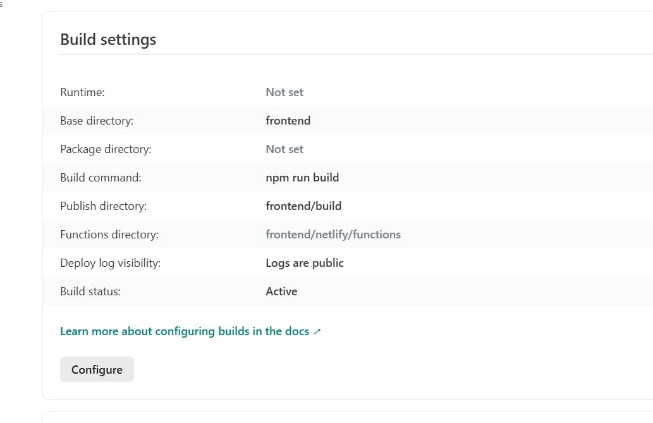 Build settings
Runtime: Not set
Base directory: frontend
Package directory: Not set
Build command: npm run build
Publish directory: frontend/build
Functions directory: frontend/netlify/functions
Deploy log visibility: Logs are public
Build status: Active
Learn more about configuring builds in the docs ↗
Configure